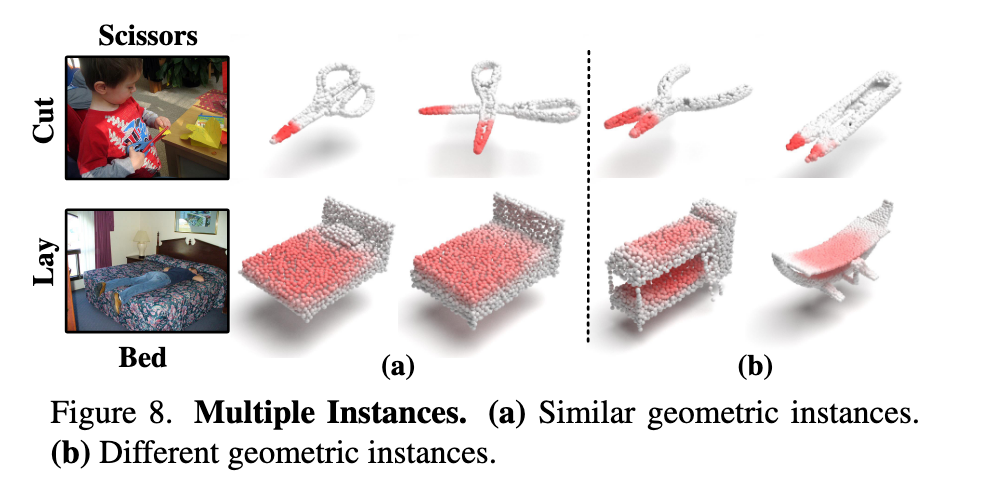 Scissors
Cut
Lay
Bed
(a)
(b)
Figure 8. Multiple Instances. (a) Similar geometric instances.
(b) Different geometric instances.